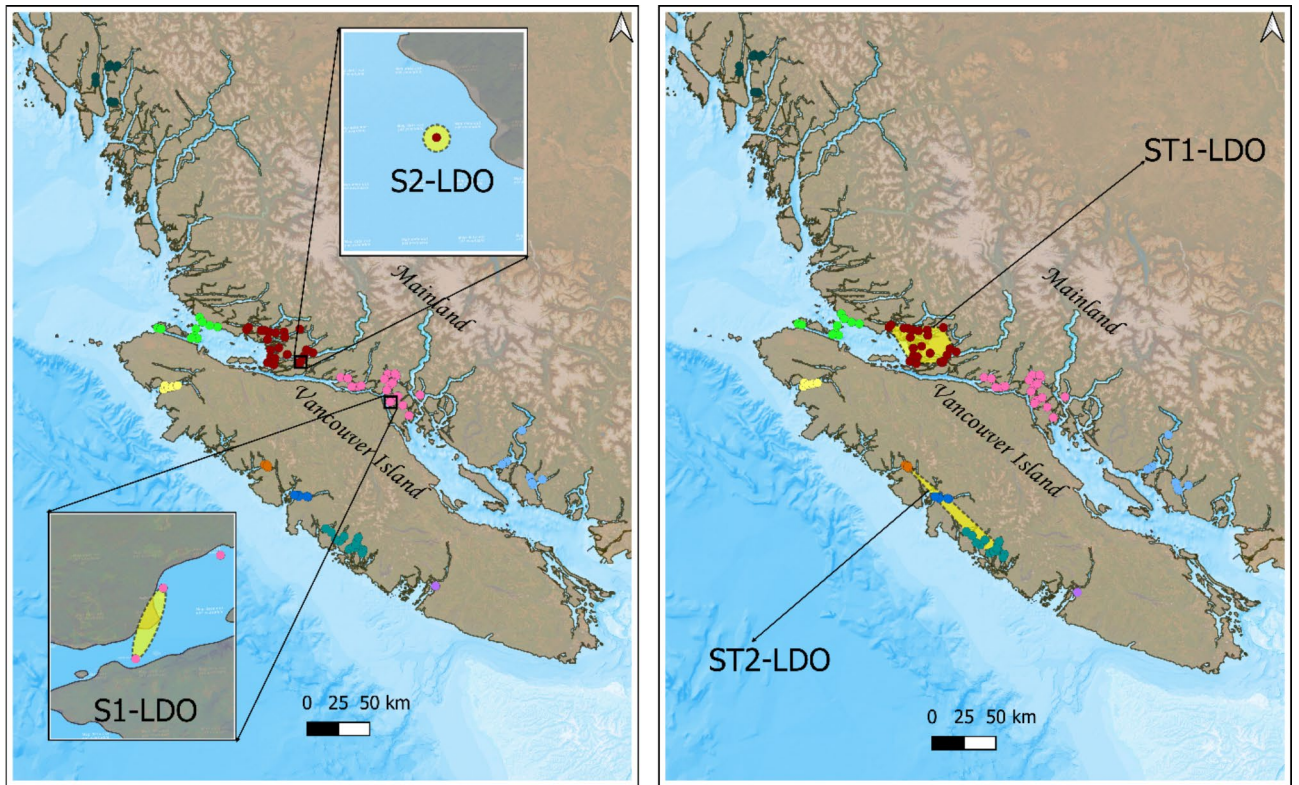 S2-LDO
Mainland
Vancouver Island
S1-LDO
0 25 50 km
ST1-LDO
Mainland
Vancouver Island
ST2-LDO
0 25 50 km